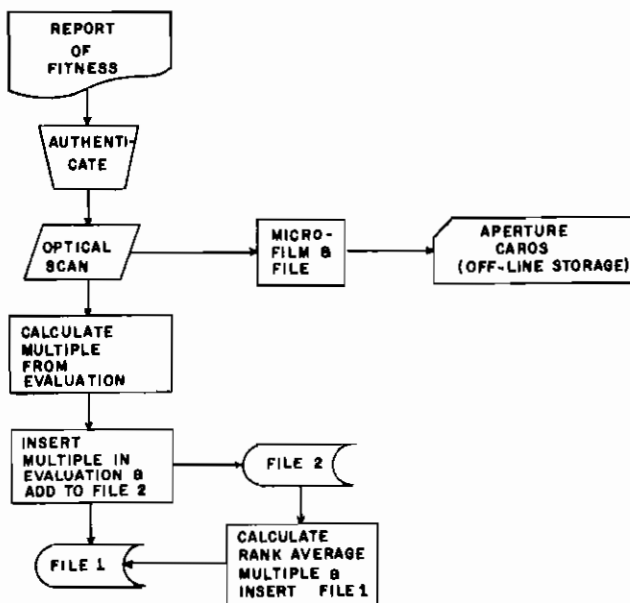 REPORT
OF
FITNESS
AUTHENTI-
CATE
OPTICAL
SCAN
MICRO-
FILM &
FILE
APERTURE
CAROS
(OFF-LINE STORAGE)
CALCULATE
MULTIPLE
FROM
EVALUATION
INSERT
MULTIPLE IN
EVALUATION &
ADD TO FILE 2
FILE 2
FILE 1
CALCULATE
RANK AVERAGE
MULTIPLE &
INSERT FILE 1